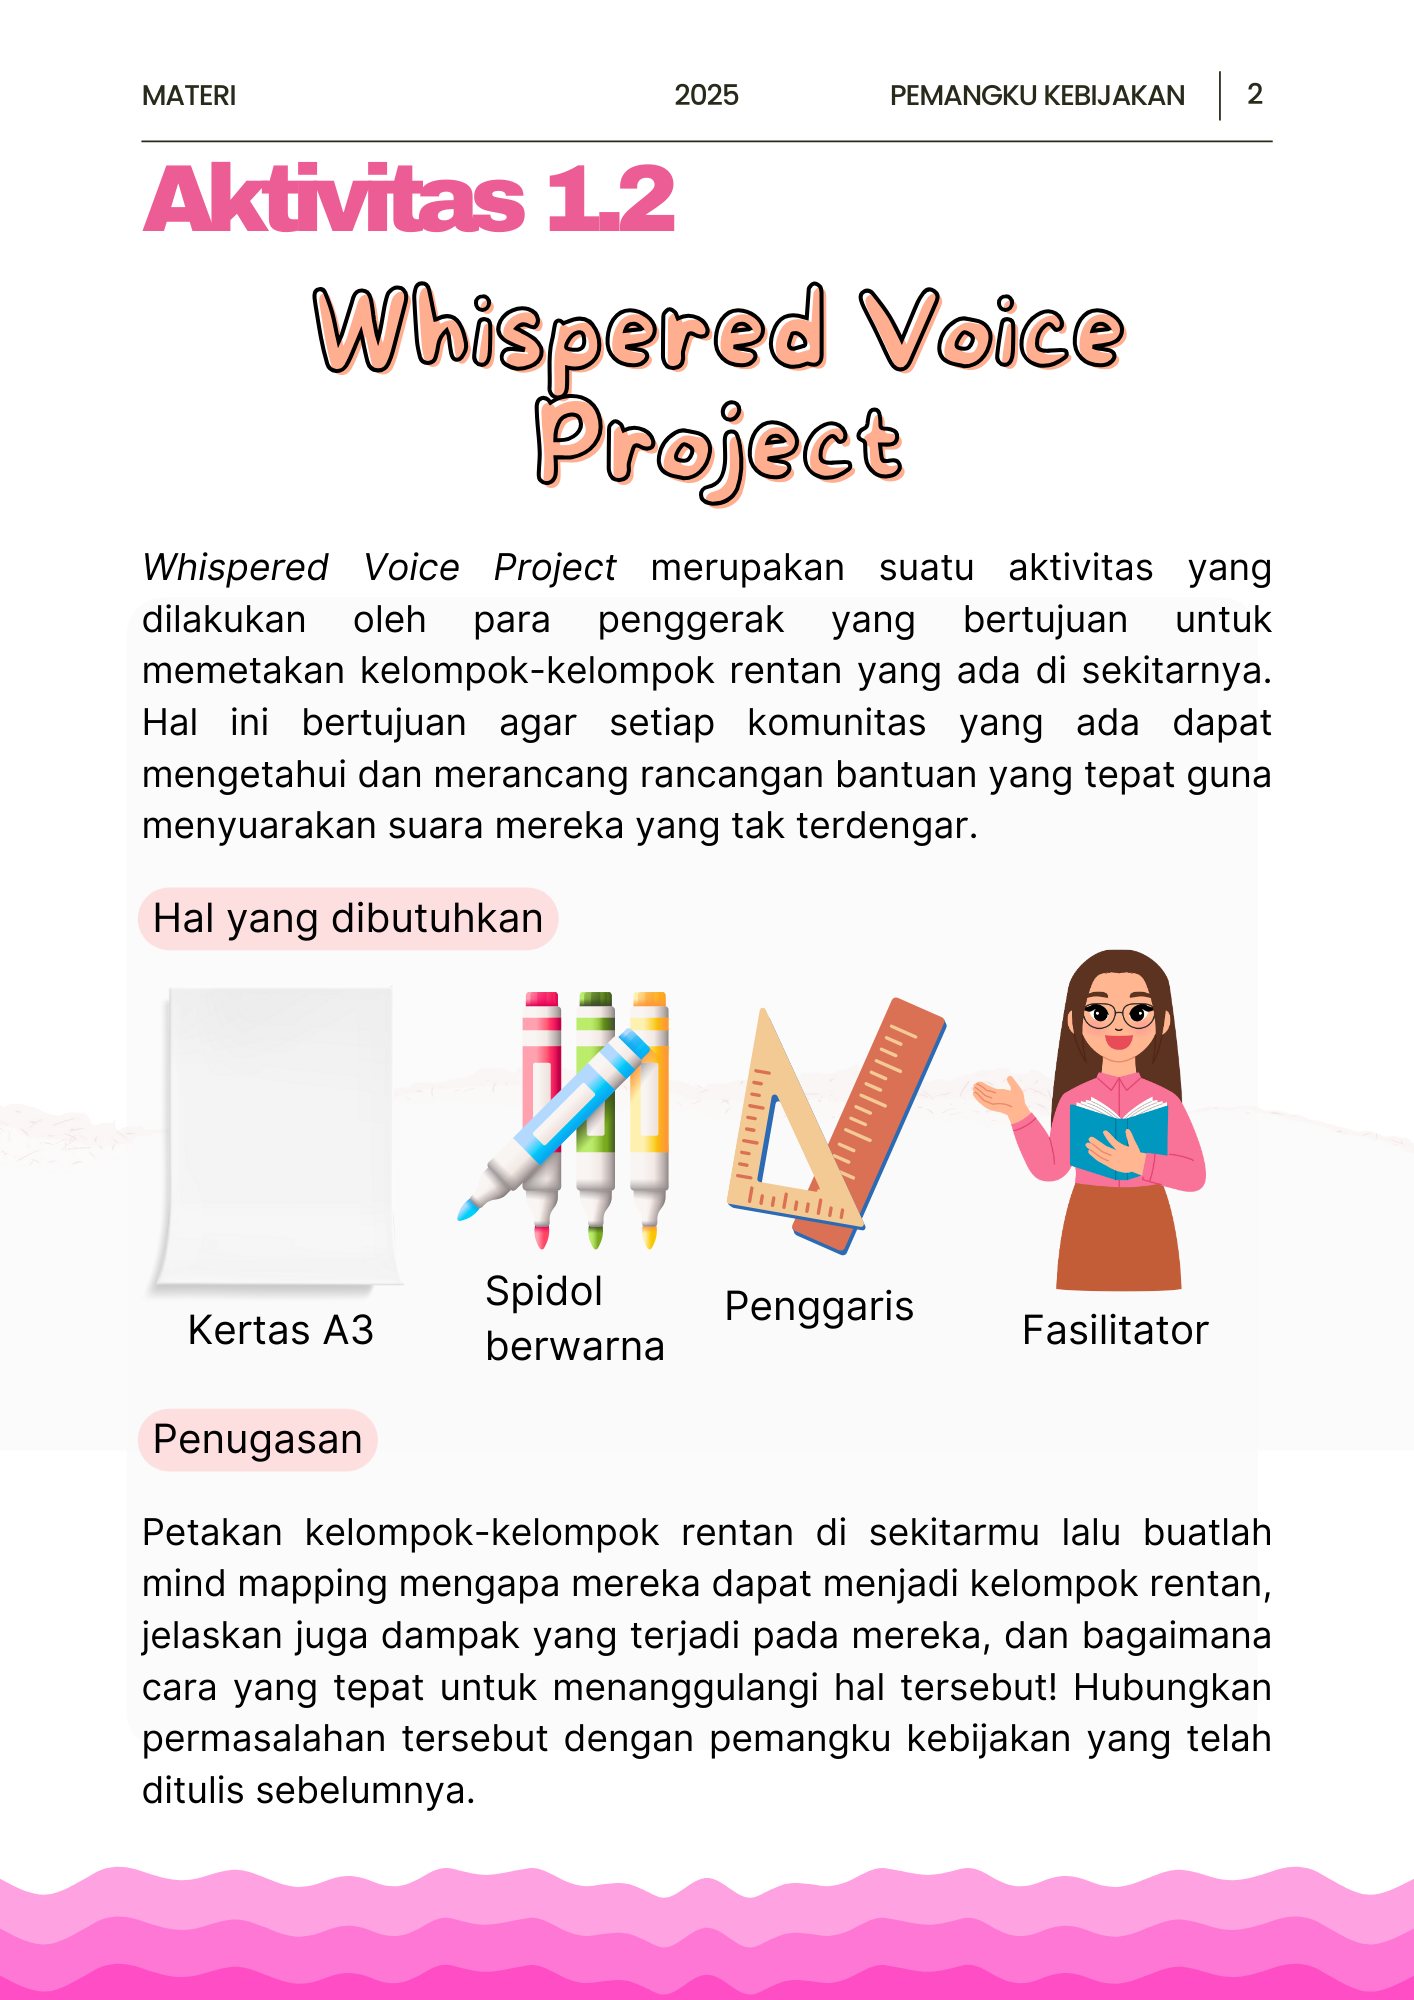 MATERI 2025 PEMANGKU KEBIJAKAN 2
Aktivitas 1.2
Whispered Voice
Project
Whispered Voice Project merupakan suatu aktivitas yang
dilakukan oleh para penggerak yang bertujuan untuk
memetakan kelompok-kelompok rentan yang ada di sekitarnya.
Hal ini bertujuan agar setiap komunitas yang ada dapat
mengetahui dan merancang rancangan bantuan yang tepat guna
menyuarakan suara mereka yang tak terdengar.
Hal yang dibutuhkan
Kertas A3
Spidol
berwarna
Penggaris
Fasilitator
Penugasan
Petakan kelompok-kelompok rentan di sekitarmu lalu buatlah
mind mapping mengapa mereka dapat menjadi kelompok rentan,
jelaskan juga dampak yang terjadi pada mereka, dan bagaimana
cara yang tepat untuk menanggulangi hal tersebut! Hubungkan
permasalahan tersebut dengan pemangku kebijakan yang telah
ditulis sebelumnya.